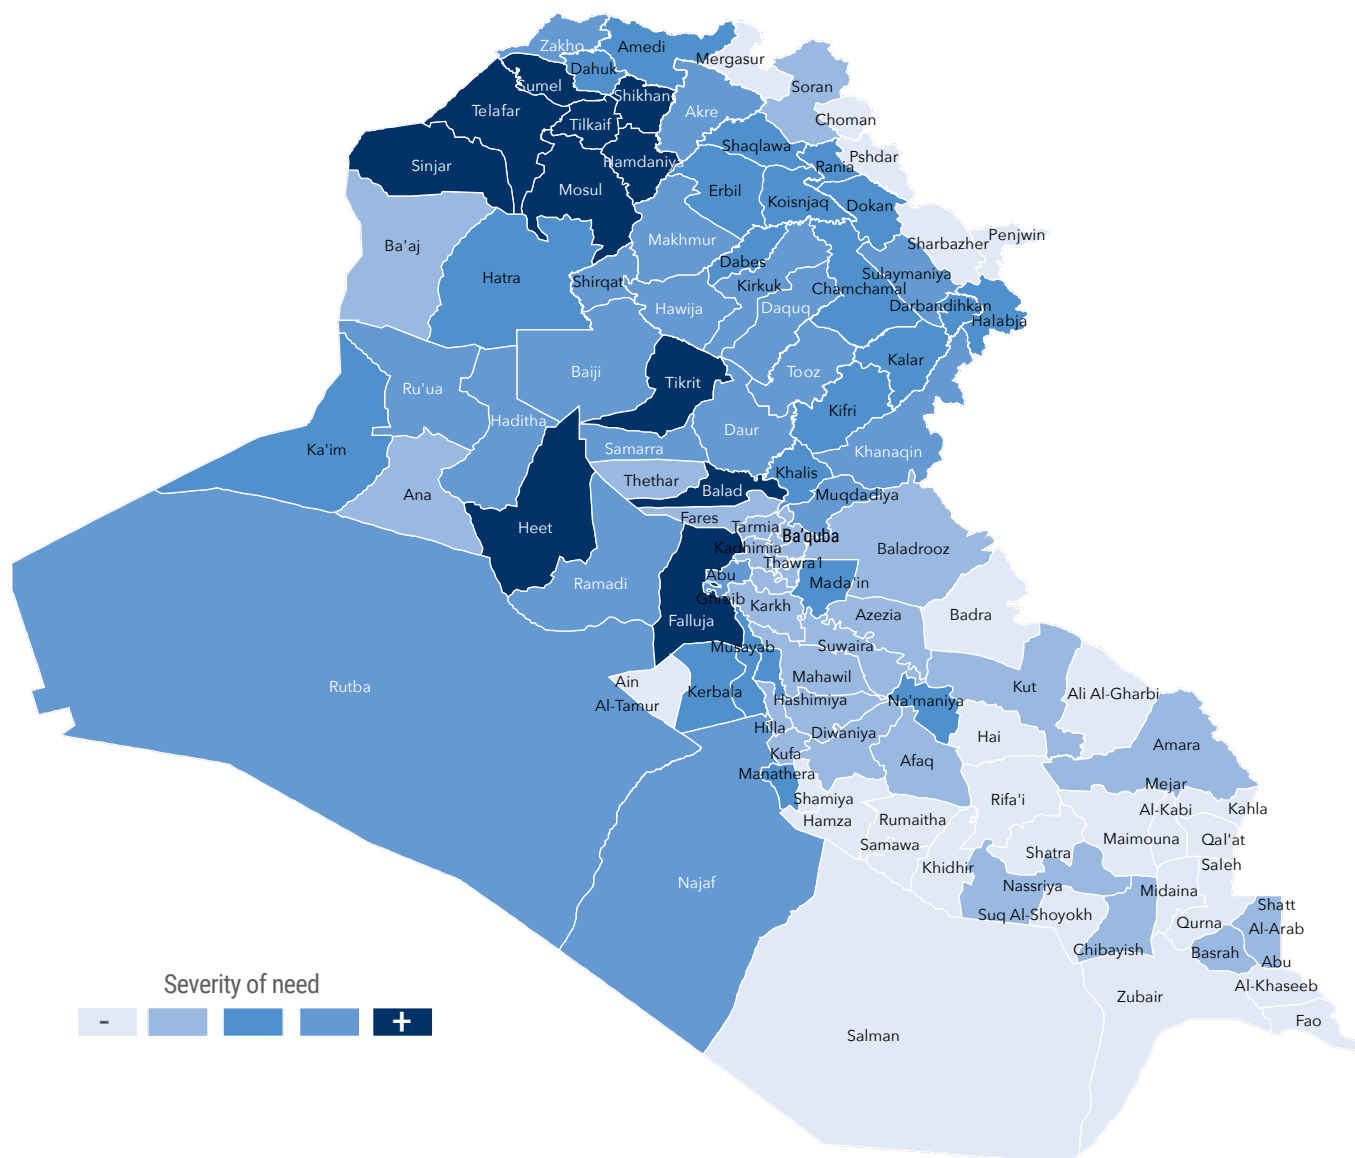 Zakho
Amedi
Mergasur
Dahuk
Sumel
Shikhan
Soran
Telafar
Akre
Choman
Tilkaif
Shaqlawa
Pshdar
Sinjar
Hamdaniya
Rania
Mosul
Erbil
Koisnjaq
Dokan
Ba'aj
Makhmur
Sharbazher
Penjwin
Hatra
Shirqat
Dabes
Kirkuk
Sulaymaniya
Chamchamal
Hawija
Daquq
Darbandihkan
Halabja
Ru'ua
Baiji
Tikrit
Tooz
Kalar
Haditha
Kifri
Daur
Ka'im
Samarra
Khanaqin
Ana
Thethar
Balad
Khalis
Muqdadiya
Heet
Fares
Tarmia
Ba'quba
Kadhimia
Thawra1
Baladrooz
Ramadi
Abu
Ghraib
Mada'in
Karkh
Azezia
Badra
Falluja
Musayab
Suwaira
Rutba
Ain
Al-Tamur
Kerbala
Mahawil
Hashimiya
Na'maniya
Kut
Ali Al-Gharbi
Hilla
Diwaniya
Hai
Kufa
Afaq
Amara
Manathera
Mejar
Al-Kabi
Shamiya
Rifa'i
Kahla
Hamza
Rumaitha
Samawa
Maimouna
Qal'at
Saleh
Shatra
Khidhir
Najaf
Nassriya
Midaina
Suq Al-Shoyokh
Qurna
Shatt
Al-Arab
Chibayish
Basrah
Abu
Al-Khaseeb
Zubair
Fao
Salman
Severity of need
- +